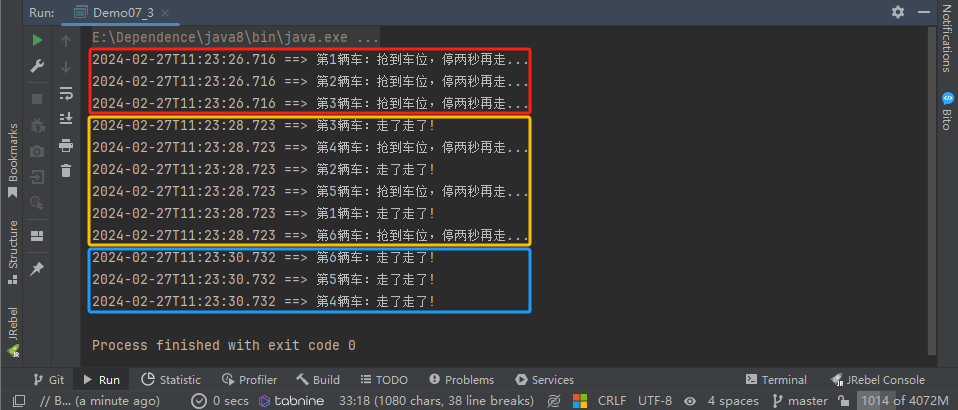 Run: Demo07_3
E:\Dependence\java8\bin\java.exe ...
2024-02-27T11:23:26.716 ==> 第1辆车：抢到车位，停两秒再走...
2024-02-27T11:23:26.716 ==> 第2辆车：抢到车位，停两秒再走...
2024-02-27T11:23:26.716 ==> 第3辆车：抢到车位，停两秒再走...
2024-02-27T11:23:28.723 ==> 第3辆车：走了走了!
2024-02-27T11:23:28.723 ==> 第4辆车：抢到车位，停两秒再走...
2024-02-27T11:23:28.723 ==> 第2辆车：走了走了!
2024-02-27T11:23:28.723 ==> 第5辆车：抢到车位，停两秒再走...
2024-02-27T11:23:28.723 ==> 第1辆车：走了走了!
2024-02-27T11:23:28.723 ==> 第6辆车：抢到车位，停两秒再走...
2024-02-27T11:23:30.732 ==> 第6辆车：走了走了!
2024-02-27T11:23:30.732 ==> 第5辆车：走了走了!
2024-02-27T11:23:30.732 ==> 第4辆车：走了走了!
Process finished with exit code 0
Bookmarks
Structure
JRebel
Notifications
Bito
Git Run Statistic Profiler Build TODO Problems Services Terminal JRebel Console
// B... (a minute ago) 0 secs tabnine 33:18 (1080 chars, 38 line breaks) CRLF UTF-8 4 spaces master 1014 of 4072M